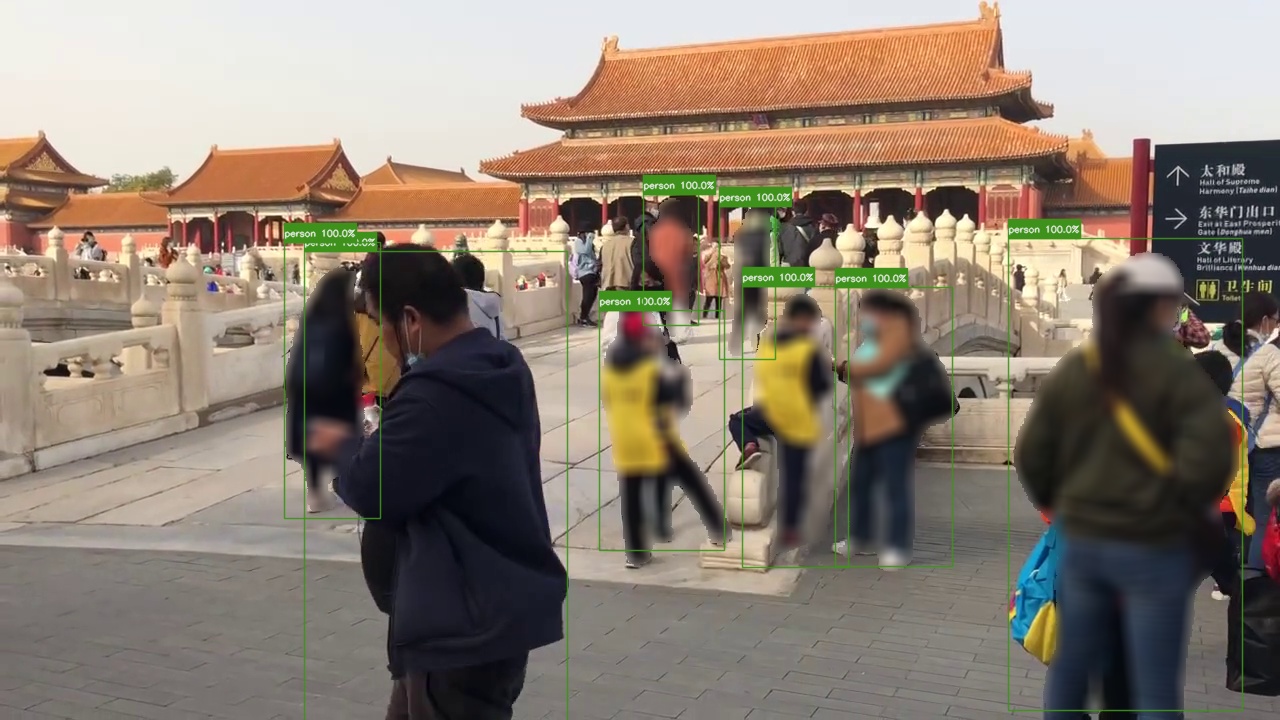 person 100.0%
person 100.0%
person 100.0%
person 100.0%
person 100.0%
person 100.0%
person 100.0%
person 100.0%
太和殿
Hall of Supreme
Harmony (Taihe dian)
东华门出口
Exit at East Prosperity
Gate (Donghua men)
文华殿
Hall of Literary
Brilliance (Wenhua dian)
卫生间
Toilet